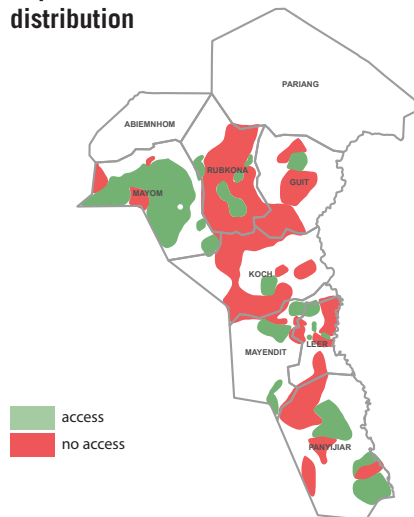 distribution
PARIANG
ABIEMNHOM
RUBKONA
GUIT
MAYOM
KOCH
MAYENDIT
LEER
PANYIJIAR
access
no access